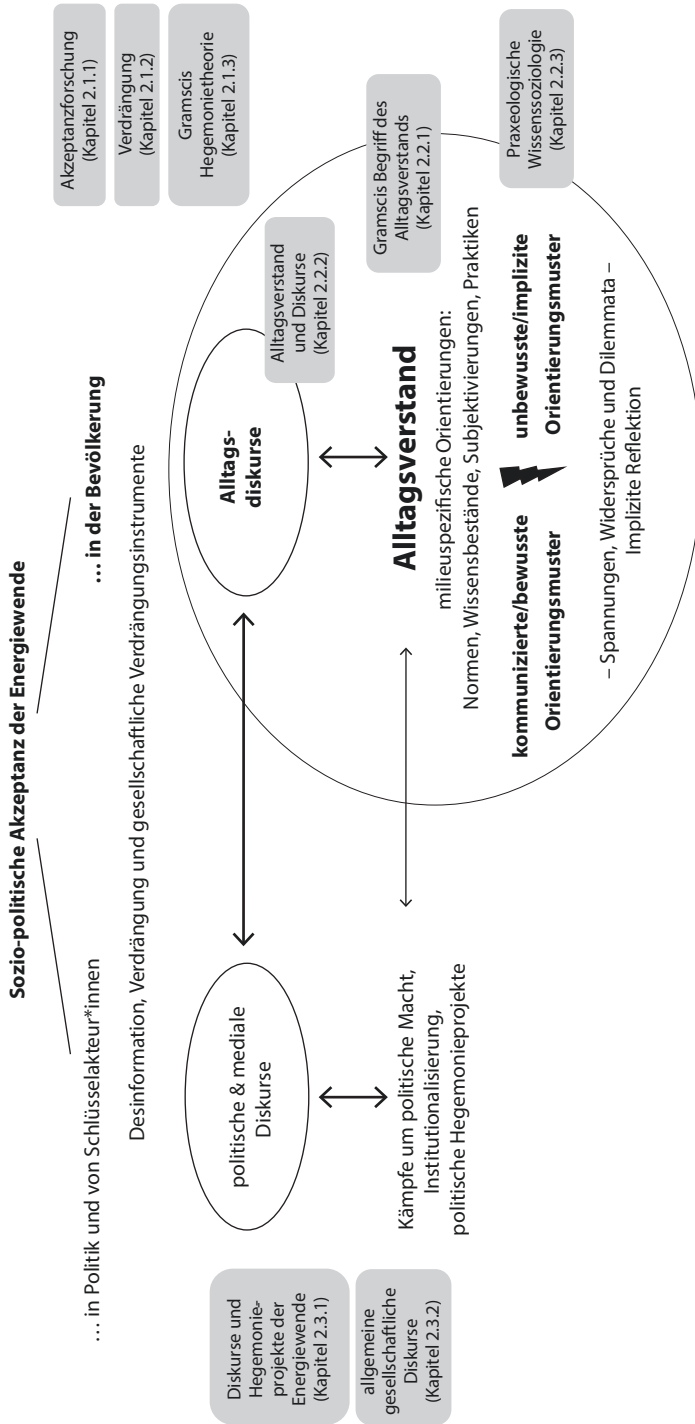 Sozio-politische Akzeptanz der Energiewende
… in Politik und von Schlüsselakteur*innen
… in der Bevölkerung
Desinformation, Verdrängung und gesellschaftliche Verdrängungsinstrumente
Akzeptanzforschung
(Kapitel 2.1.1)
Verdrängung
(Kapitel 2.1.2)
Gramscis
Hegemonietheorie
(Kapitel 2.1.3)
Diskurse und
Hegemonie-
projekte der
Energiewende
(Kapitel 2.3.1)
allgemeine
gesellschaftliche
Diskurse
(Kapitel 2.3.2)
politische & mediale
Diskurse
Kämpfe um politische Macht,
Institutionalisierung,
politische Hegemonieprojekte
Alltags-
diskurse
Alltagsverstand
und Diskurse
(Kapitel 2.2.2)
Gramscis Begriff des
Alltagsverstands
(Kapitel 2.2.1)
Alltagsverstand
milieuspezifische Orientierungen:
Normen, Wissensbestände, Subjektivierungen, Praktiken
Praxeologische
Wissenssoziologie
(Kapitel 2.2.3)
kommunizierte/bewusste
Orientierungsmuster
unbewusste/implizite
Orientierungsmuster
– Spannungen, Widersprüche und Dilemmata –
Implizite Reflektion